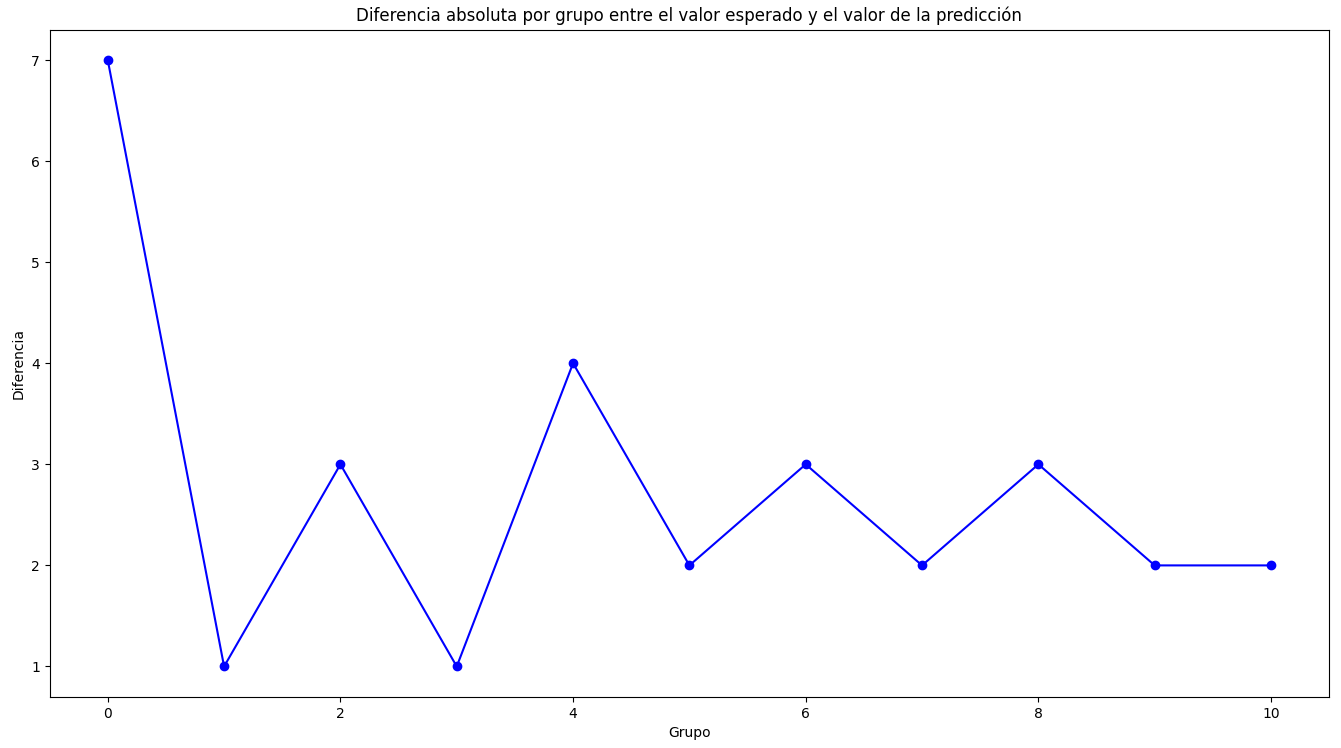 Diferencia absoluta por grupo entre el valor esperado y el valor de la predicción
7
6
5
4
3
2
1
Diferencia
0 2 4 6 8 10
Grupo